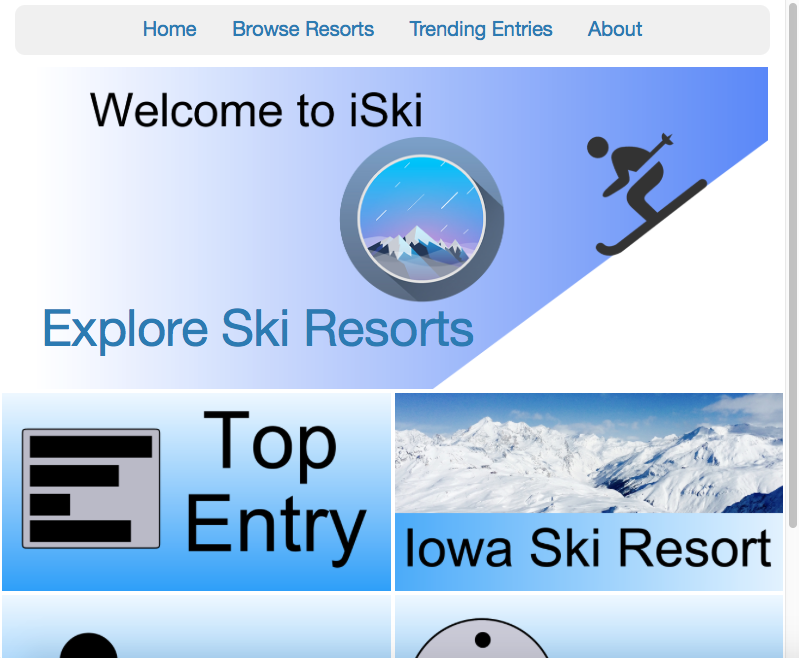 Home Browse Resorts Trending Entries About
Welcome to iSki
Explore Ski Resorts
Top
Entry
Iowa Ski Resort